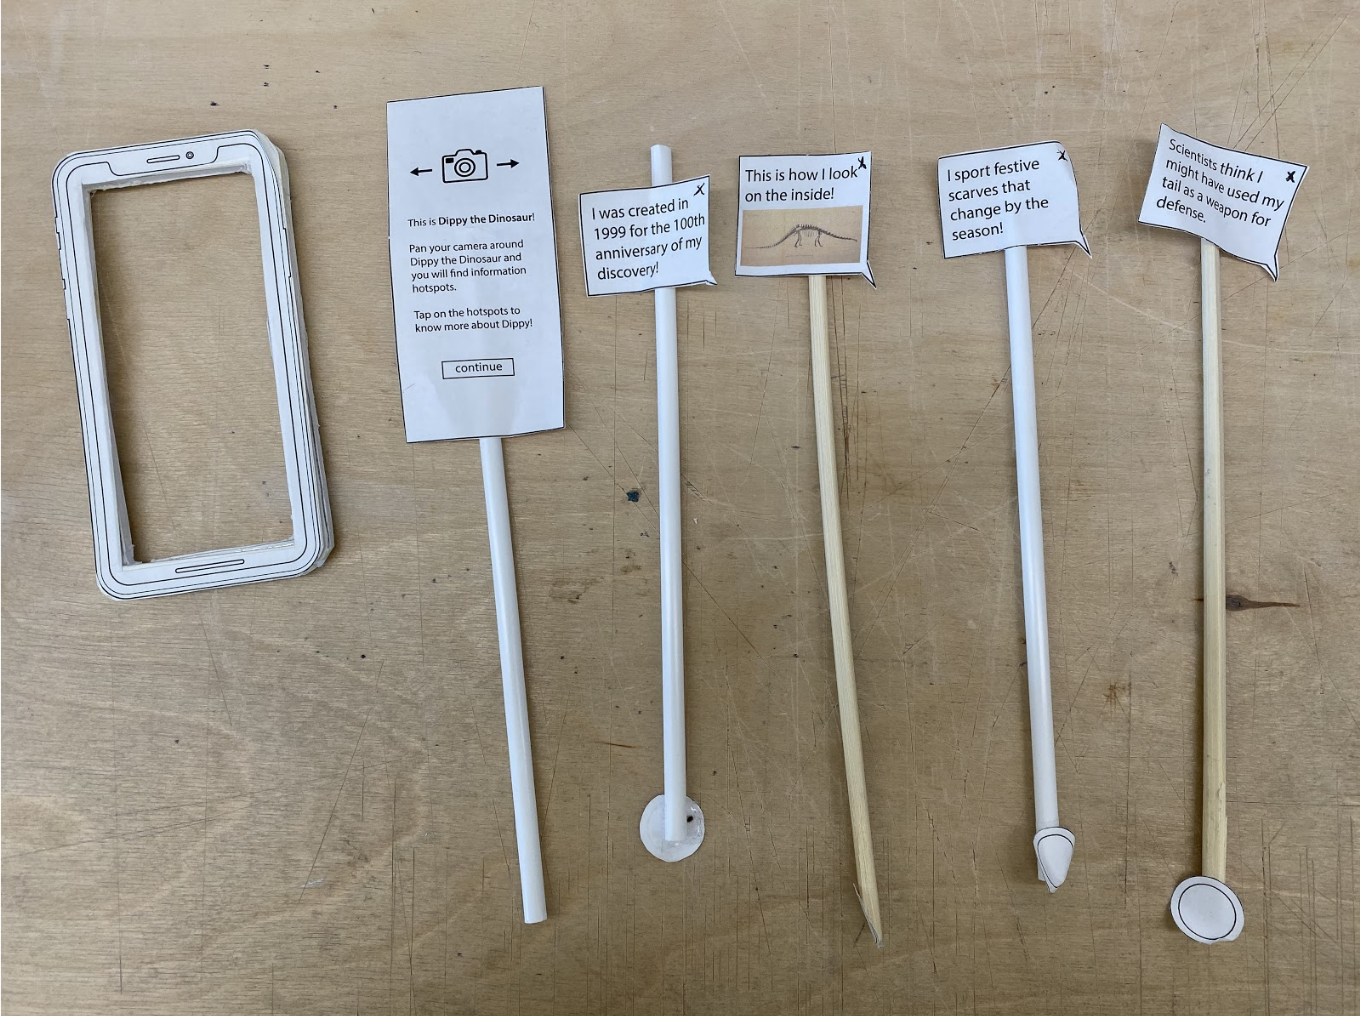 This is Dippy the Dinosaur!
Pan your camera around
Dippy the Dinosaur and
you will find information
hotspots.
Tap on the hotspots to
know more about Dippy!
continue
x
I was created in
1999 for the 100th
anniversary of my
discovery!
x
This is how I look
on the inside!
x
I sport festive
scarves that
change by the
season!
x
Scientists think I
might have used my
tail as a weapon for
defense.